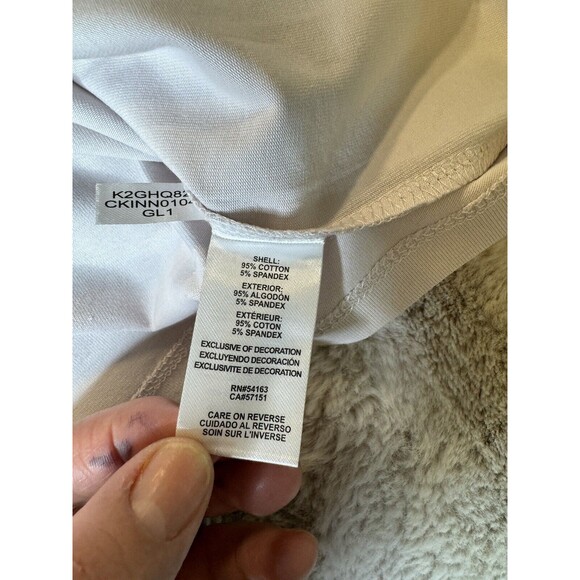 K2GHQ82
CKINN0104
GL1
SHELL:
95% COTTON
5% SPANDEX
EXTERIOR:
95% ALGODÓN
5% SPANDEX
EXTÉRIEUR:
95% COTON
5% SPANDEX
EXCLUSIVE OF DECORATION
EXCLUYENDO DECORACIÓN
EXCLUSIVITE DE DECORATION
RN#54163
CA#57151
CARE ON REVERSE
CUIDADO AL REVERSO
SOIN SUR L'INVERSE